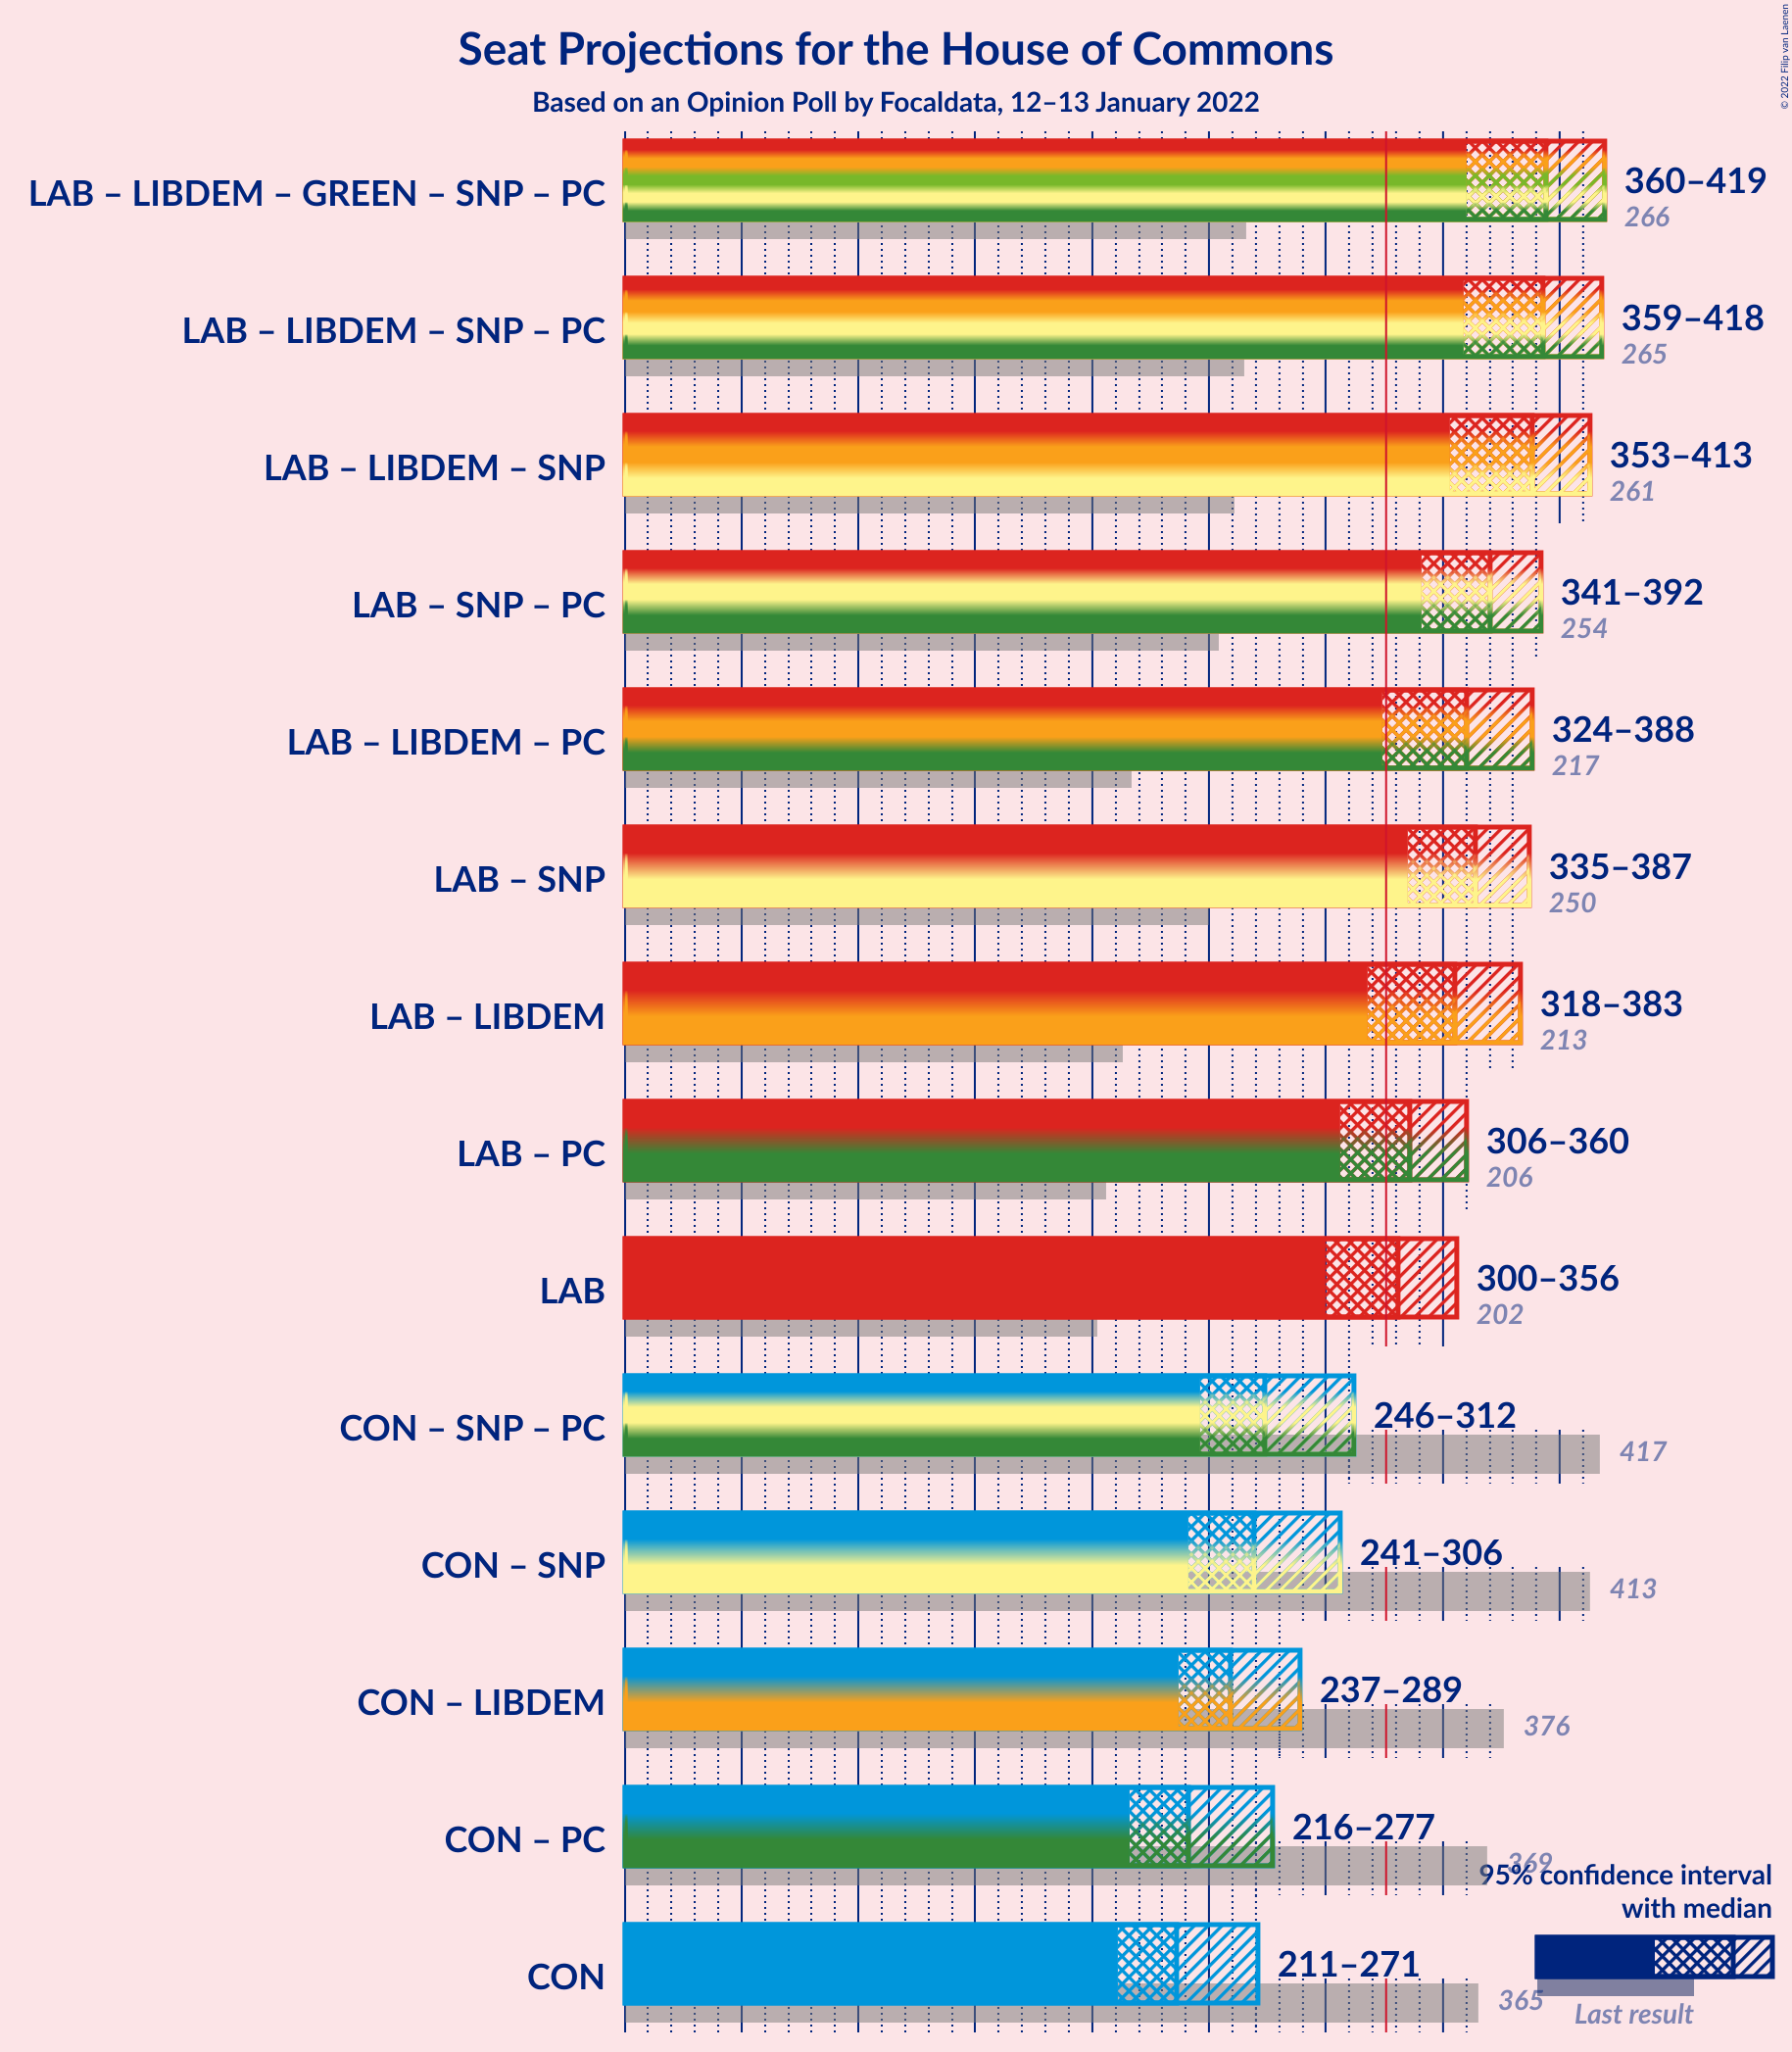 © 2022 Filip van Laenen
Seat Projections for the House of Commons
Based on an Opinion Poll by Focaldata, 12–13 January 2022
LAB – LIBDEM – GREEN – SNP – PC
360–419
266
LAB – LIBDEM – SNP – PC
359–418
265
LAB – LIBDEM – SNP
353–413
261
LAB – SNP – PC
341–392
254
LAB – LIBDEM – PC
324–388
217
LAB – SNP
335–387
250
LAB – LIBDEM
318–383
213
LAB – PC
306–360
206
LAB
300–356
202
CON – SNP – PC
246–312
417
CON – SNP
241–306
413
CON – LIBDEM
237–289
376
CON – PC
216–277
369
CON
211–271
365
95% confidence interval
with median
Last result